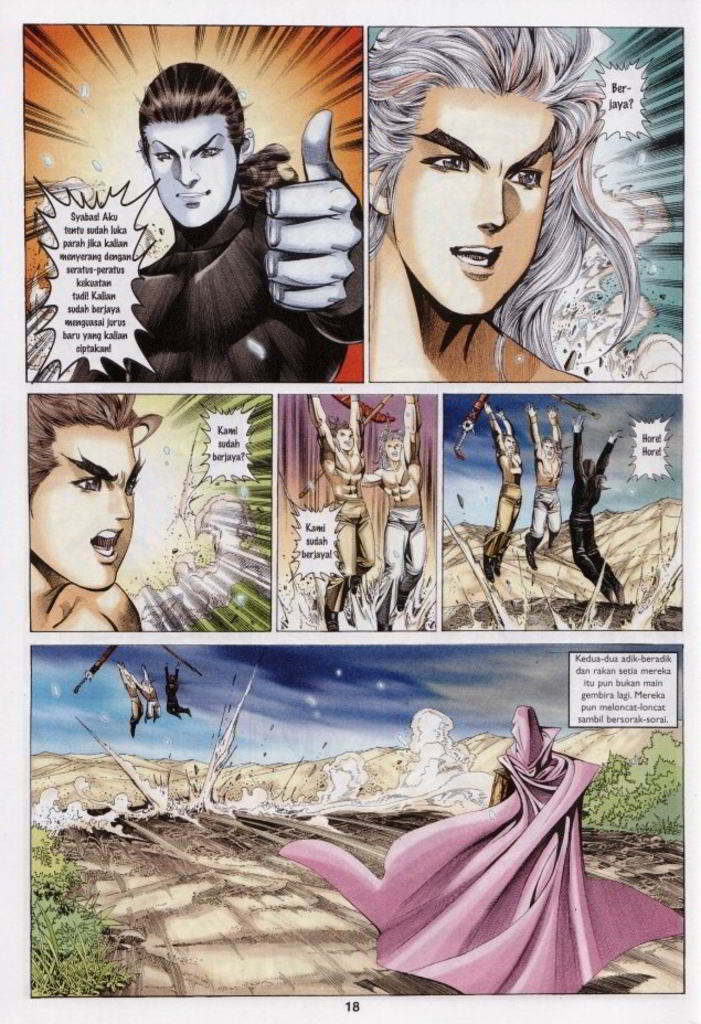 Syabas! Aku
tentu sudah luka
parah jika kalian
menyerang dengan
seratus-peratus
kekuatan
tadi! Kalian
sudah berjaya
menguasai jurus
baru yang kalian
ciptakan!
Ber-
jaya?
Kami
sudah
berjaya?
Kami
sudah
berjaya!
Hore!
Hore!
Kedua-dua adik-beradik
dan rakan setia mereka
itu pun bukan main
gembira lagi. Mereka
pun meloncat-loncat
sambil bersorak-sorai.
18